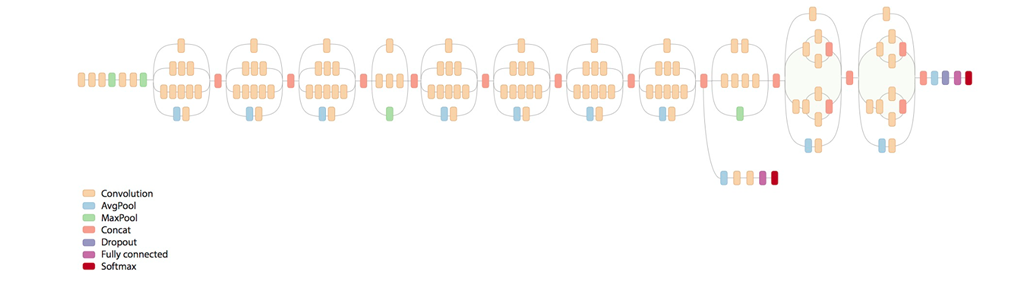 Convolution
AvgPool
MaxPool
Concat
Dropout
Fully connected
Softmax